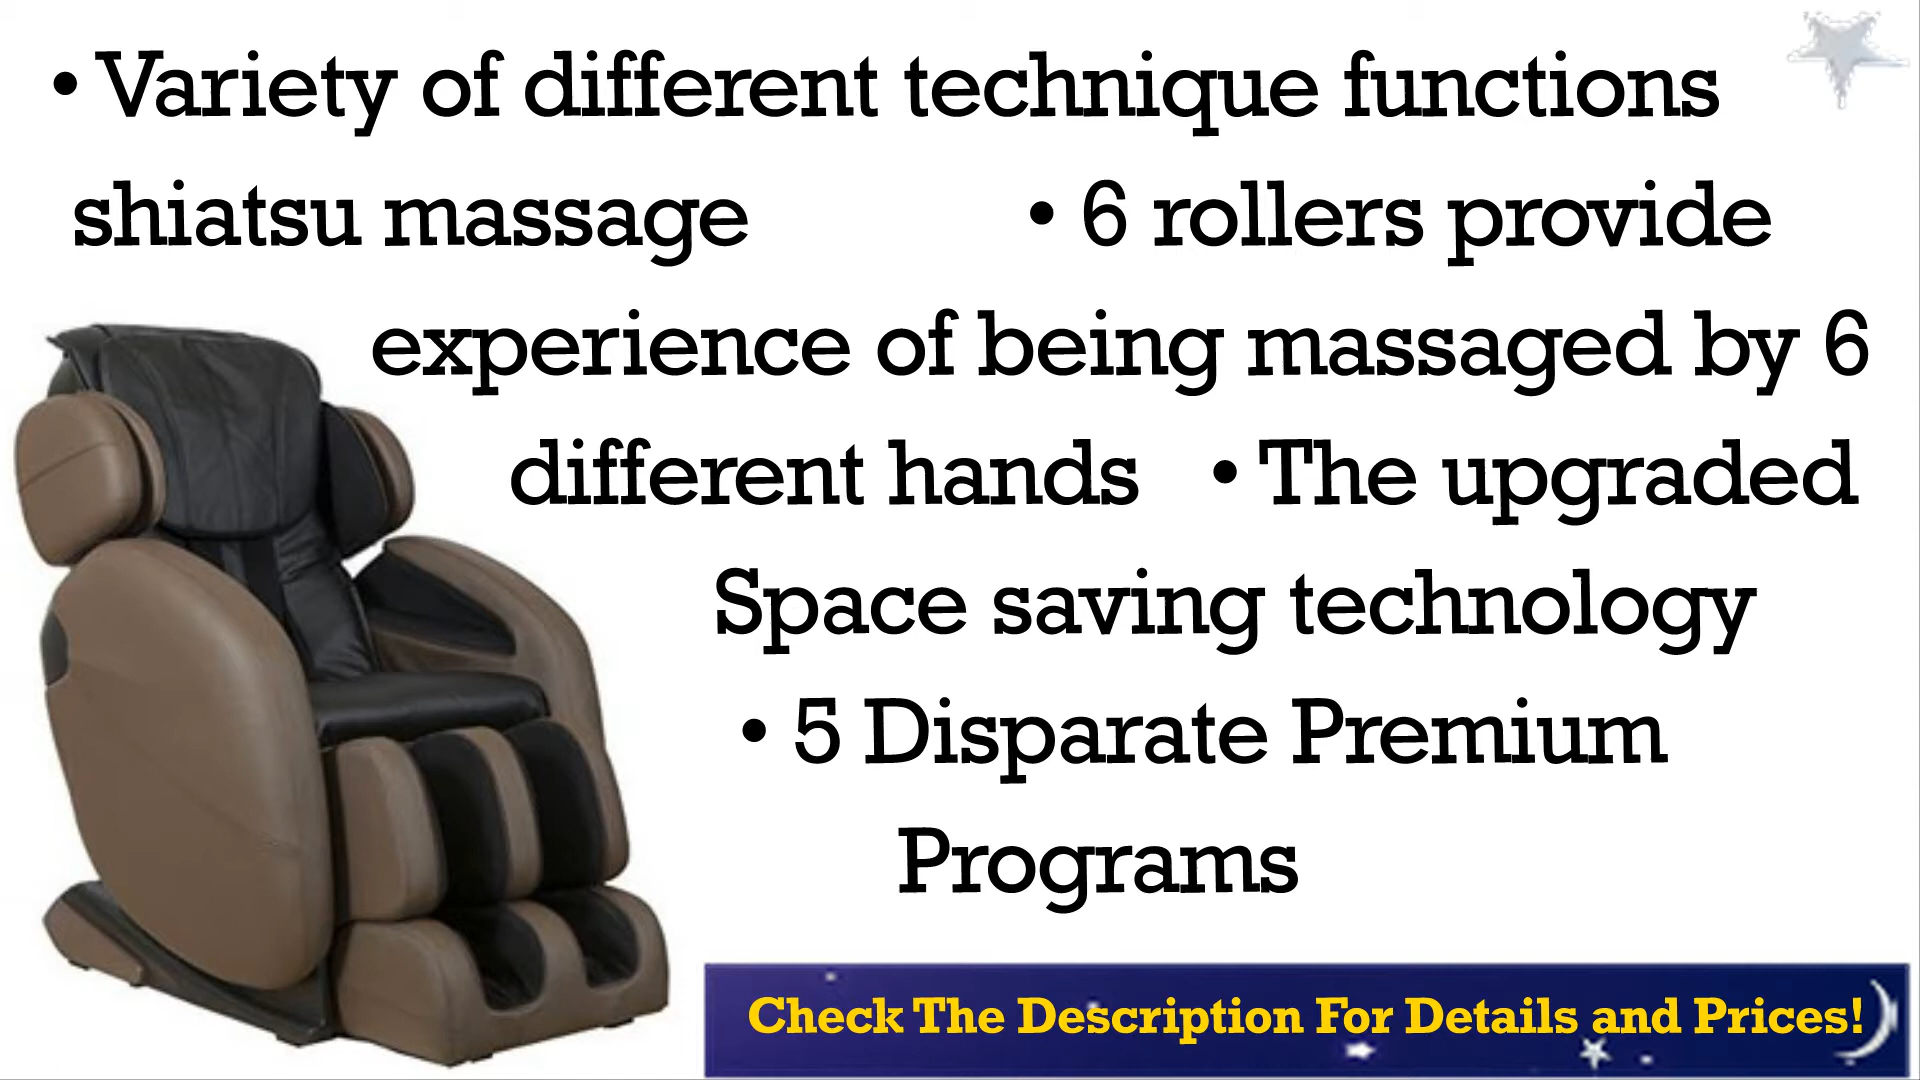 • Variety of different technique functions
shiatsu massage • 6 rollers provide
experience of being massaged by 6
different hands • The upgraded
Space saving technology
• 5 Disparate Premium
Programs
Check The Description For Details and Prices!